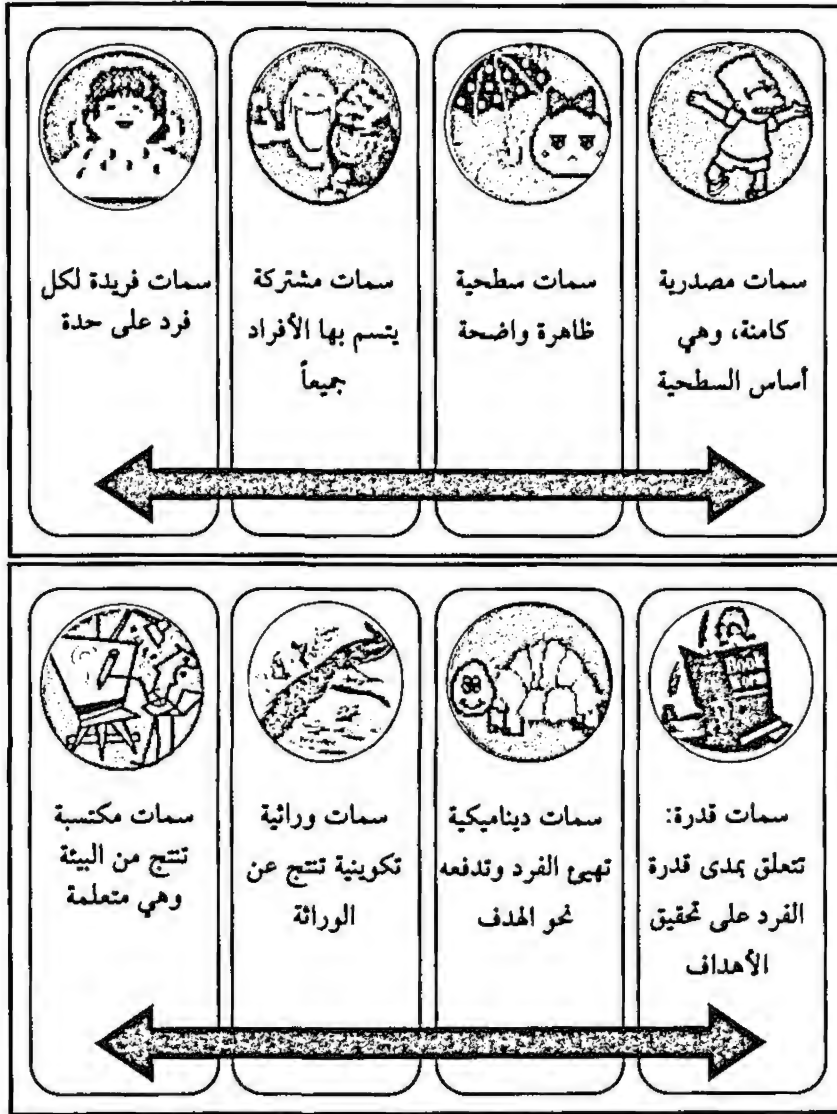 سمات مصدرية
كامنة، وهي
أساس السطحية
سمات سطحية
ظاهرة واضحة
سمات مشتركة
يتسم بها الأفراد
جميعاً
سمات فريدة لكل
فرد على حدة
Book
سمات قدرة:
تتعلق بمدى قدرة
الفرد على تحقيق
الأهداف
سمات ديناميكية
تهيئ الفرد وتدفعه
نحو الهدف
سمات وراثية
تكوينية تنتج عن
الوراثة
سمات مكتسبة
تنتج من البيئة
وهي متعلمة